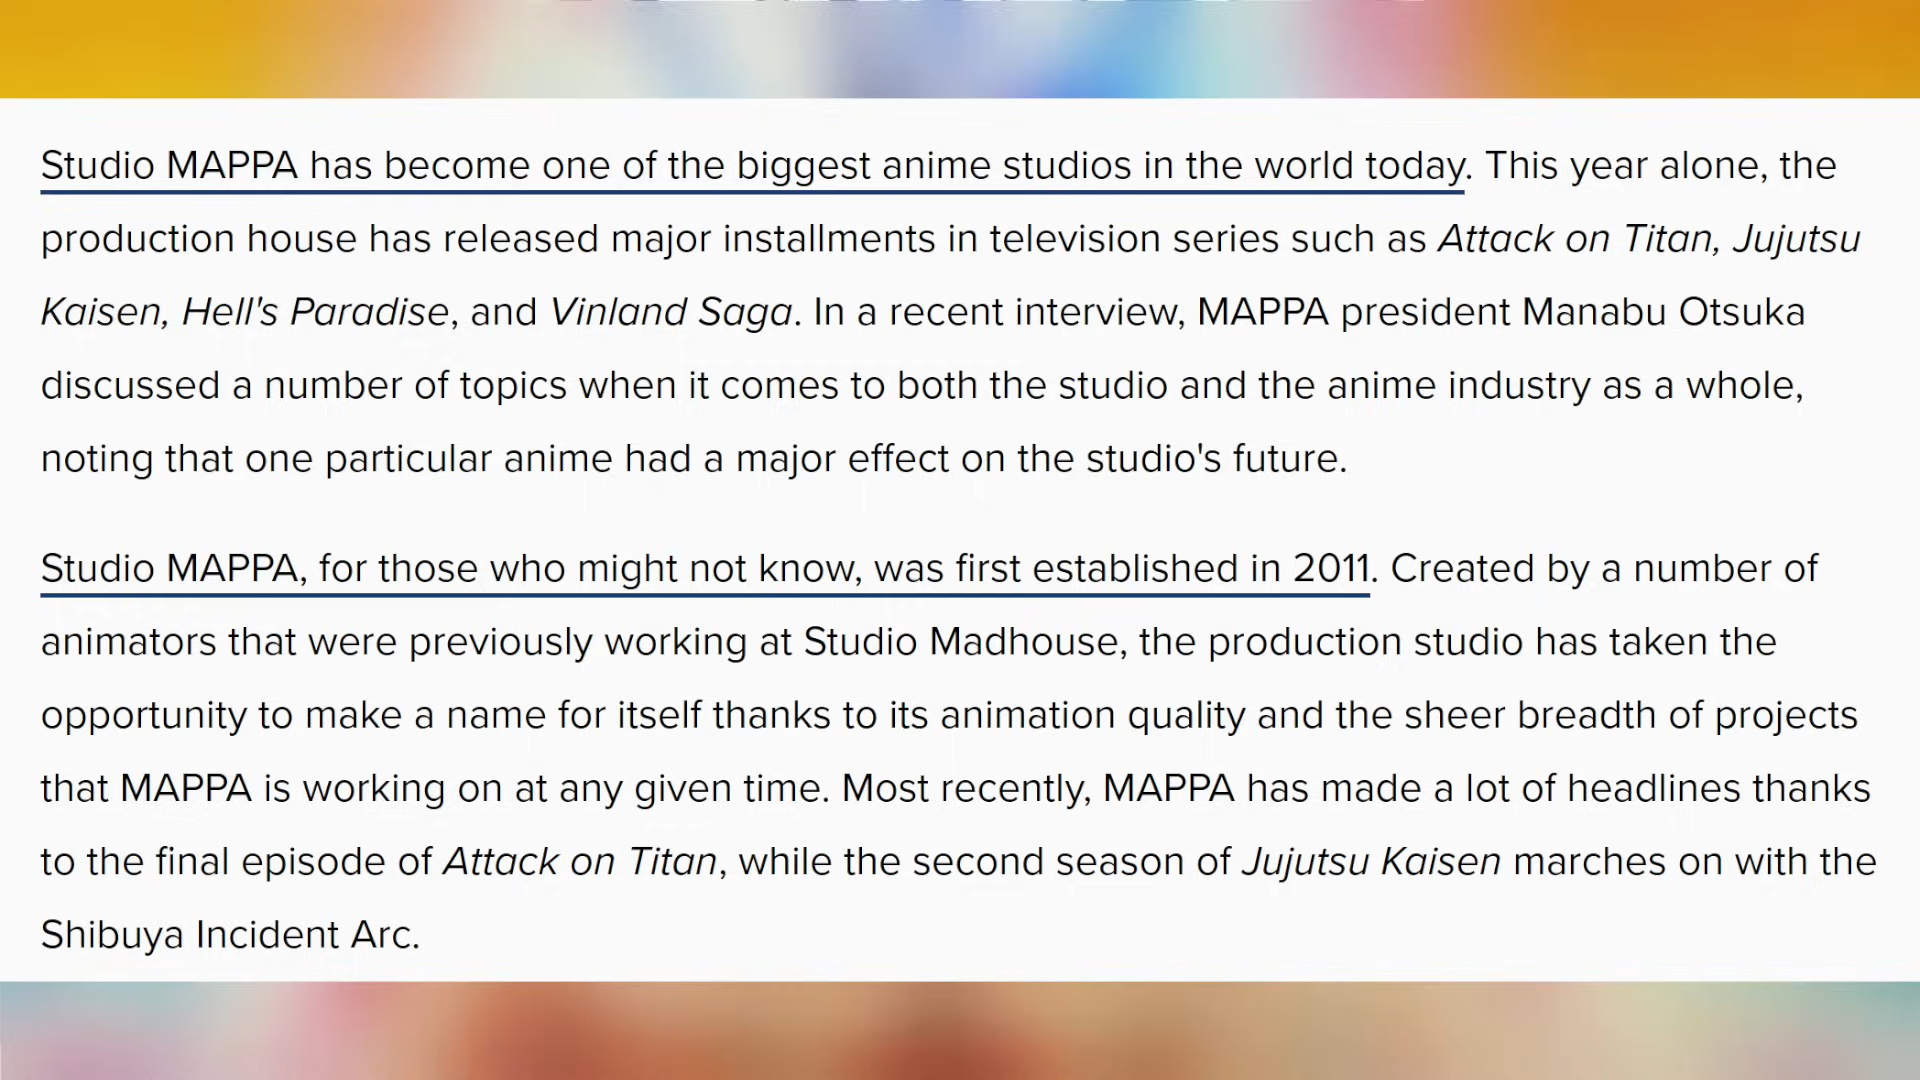 Studio MAPPA has become one of the biggest anime studios in the world today. This year alone, the
production house has released major installments in television series such as Attack on Titan, Jujutsu
Kaisen, Hell's Paradise, and Vinland Saga. In a recent interview, MAPPA president Manabu Otsuka
discussed a number of topics when it comes to both the studio and the anime industry as a whole,
noting that one particular anime had a major effect on the studio's future.
Studio MAPPA, for those who might not know, was first established in 2011. Created by a number of
animators that were previously working at Studio Madhouse, the production studio has taken the
opportunity to make a name for itself thanks to its animation quality and the sheer breadth of projects
that MAPPA is working on at any given time. Most recently, MAPPA has made a lot of headlines thanks
to the final episode of Attack on Titan, while the second season of Jujutsu Kaisen marches on with the
Shibuya Incident Arc.